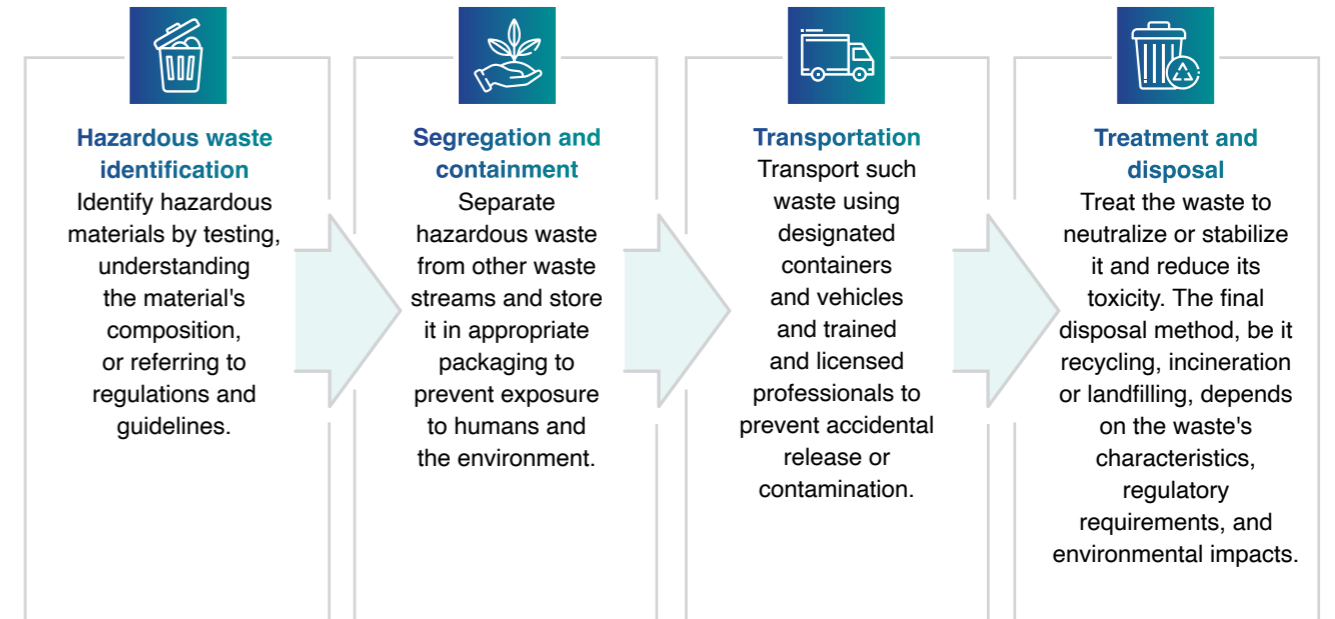 Hazardous waste
identification
Identify hazardous
materials by testing,
understanding
the material's
composition,
or referring to
regulations and
guidelines.
Segregation and
containment
Separate
hazardous waste
from other waste
streams and store
it in appropriate
packaging to
prevent exposure
to humans and
the environment.
Transportation
Transport such
waste using
designated
containers
and vehicles
and trained
and licensed
professionals to
prevent accidental
release or
contamination.
Treatment and
disposal
Treat the waste to
neutralize or stabilize
it and reduce its
toxicity. The final
disposal method, be it
recycling, incineration
or landfilling, depends
on the waste's
characteristics,
regulatory
requirements, and
environmental impacts.